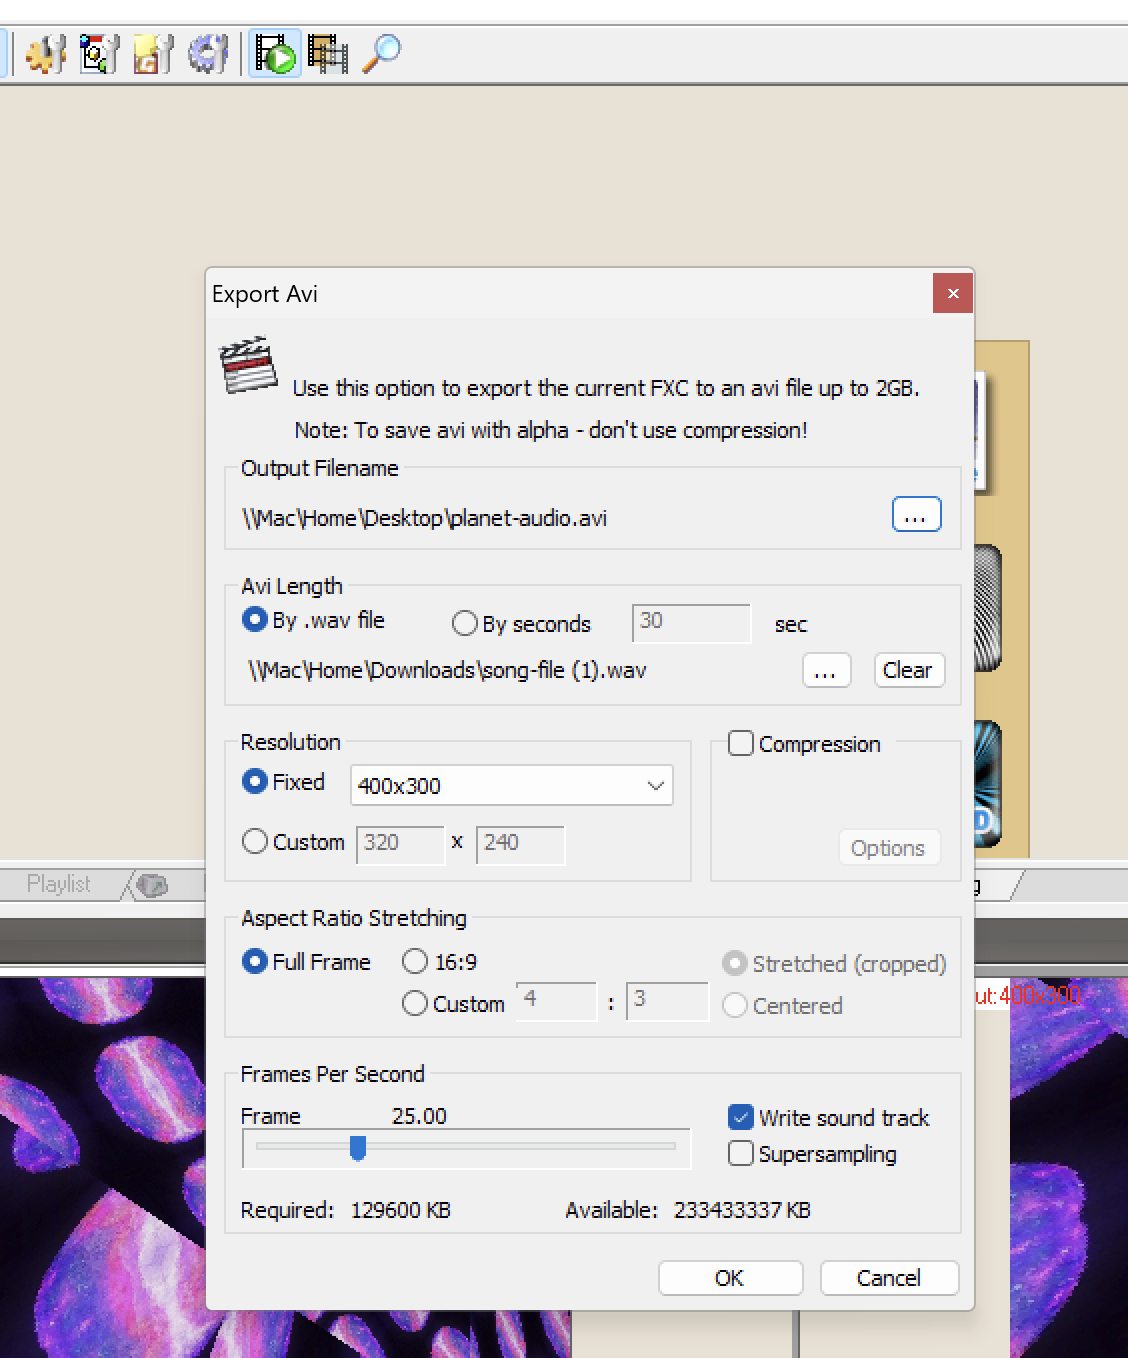 Export Avi
Use this option to export the current FXC to an avi file up to 2GB.
Note: To save avi with alpha - don't use compression!
Output Filename
\\Mac\Home\Desktop\planet-audio.avi
...
Avi Length
By .wav file
By seconds
30
sec
\\Mac\Home\Downloads\song-file (1).wav
...
Clear
Resolution
Fixed
400x300
Custom
320
x
240
Compression
Options
Playlist
Aspect Ratio Stretching
Full Frame
16:9
Custom
4
:
3
Stretched (cropped)
Centered
ut:400x300
Frames Per Second
Frame
25.00
Write sound track
Supersampling
Required: 129600 KB
Available: 233433337 KB
OK
Cancel